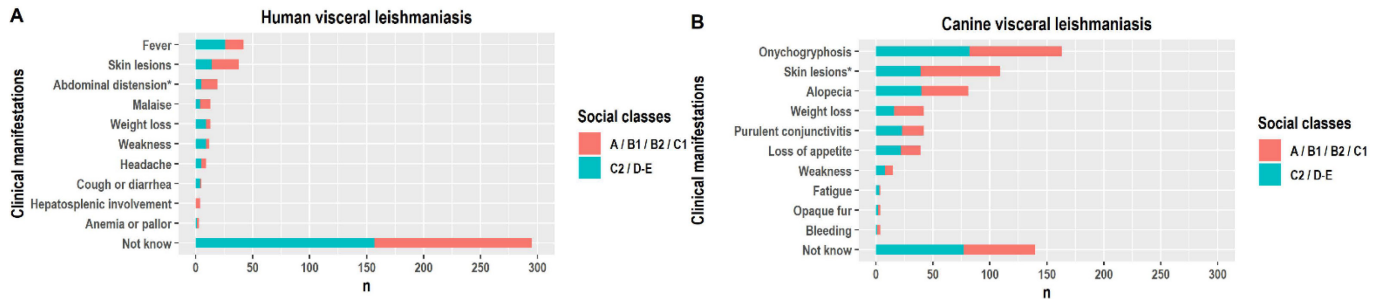 A
Human visceral leishmaniasis
Clinical manifestations
Fever
Skin lesions
Abdominal distension*
Malaise
Weight loss
Weakness
Headache
Cough or diarrhea
Hepatosplenic involvement
Anemia or pallor
Not know
0 50 100 150 200 250 300
n
Social classes
A / B1 / B2 / C1
C2 / D-E
B
Canine visceral leishmaniasis
Clinical manifestations
Onychogryphosis
Skin lesions*
Alopecia
Weight loss
Purulent conjunctivitis
Loss of appetite
Weakness
Fatigue
Opaque fur
Bleeding
Not know
0 50 100 150 200 250 300
n
Social classes
A / B1 / B2 / C1
C2 / D-E